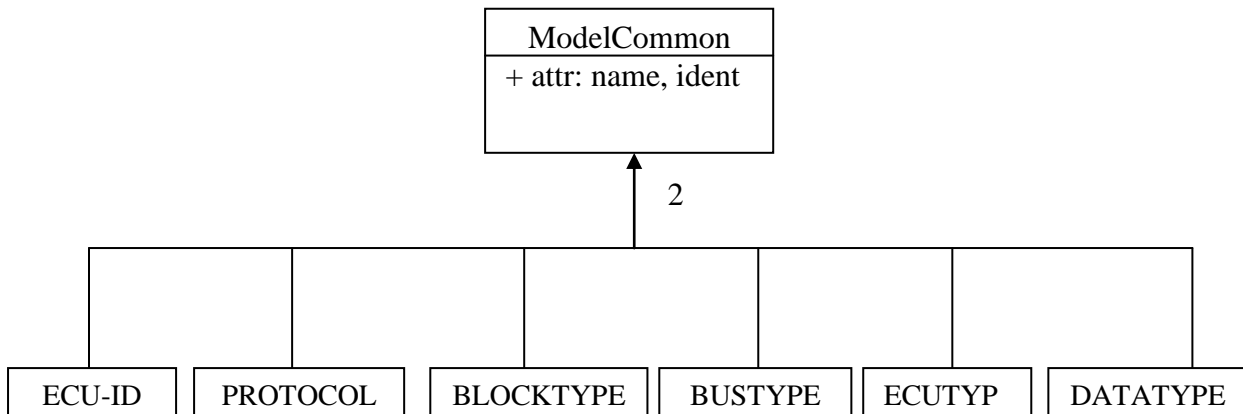 ModelCommon
+ attr: name, ident
2
ECU-ID PROTOCOL BLOCKTYPE BUSTYPE ECUTYP DATATYPE